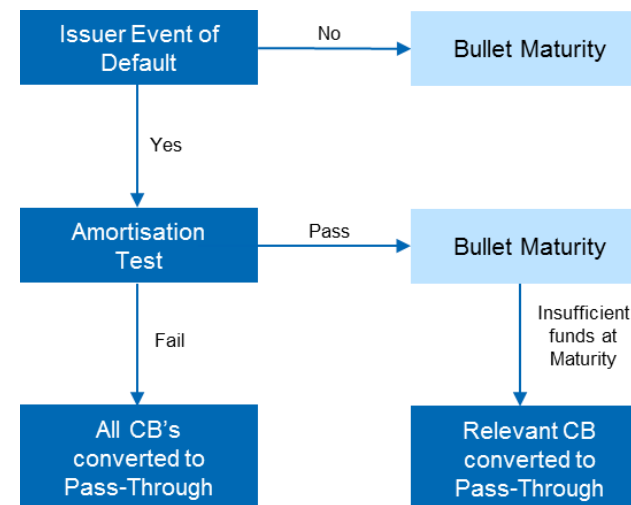 Issuer Event of
Default
No
Bullet Maturity
Yes
Amortisation
Test
Pass
Bullet Maturity
Fail
Insufficient
funds at
Maturity
All CB's
converted to
Pass-Through
Relevant CB
converted to
Pass-Through